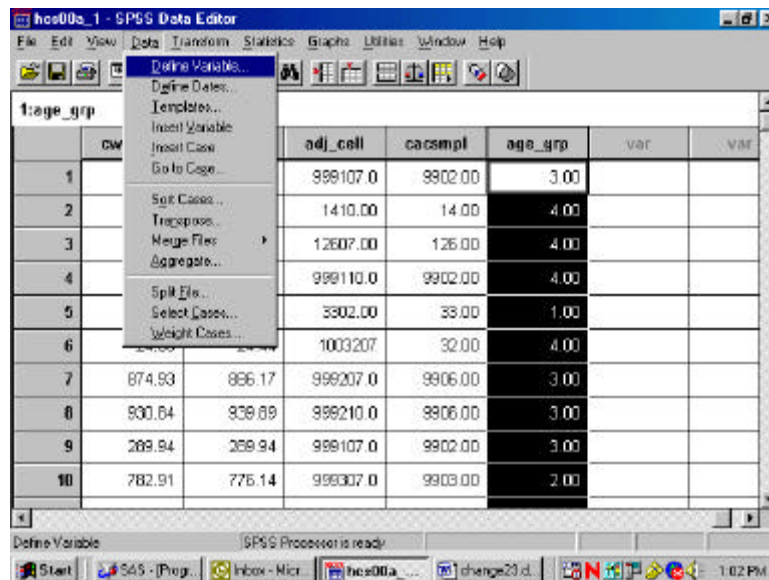 hos00a_1 - SPSS Data Editor
File Edit View Data Transform Statistics Graphs Utilities Window Help
Define Variable...
Define Dates...
Templates...
Insert Variable
Insert Case
Go to Case...
Sort Cases...
Transpose...
Merge Files
Aggregate...
Split File...
Select Cases...
Weight Cases...
1:age_grp
cw adj_cell cacsmpl age_grp var var
1 999107.0 9902.00 3.00
2 1410.00 14.00 4.00
3 12607.00 126.00 4.00
4 999110.0 9902.00 4.00
5 3302.00 33.00 1.00
6 1003207 32.00 4.00
7 874.93 886.17 999207.0 9906.00 3.00
8 930.84 939.89 999210.0 9906.00 3.00
9 269.94 269.94 999107.0 9902.00 3.00
10 782.91 776.14 999307.0 9903.00 2.00
Define Variable SPSS Processor is ready
Start SAS - [Progr... Inbox - Micr... hos00a_... change23.d... 1:02 PM